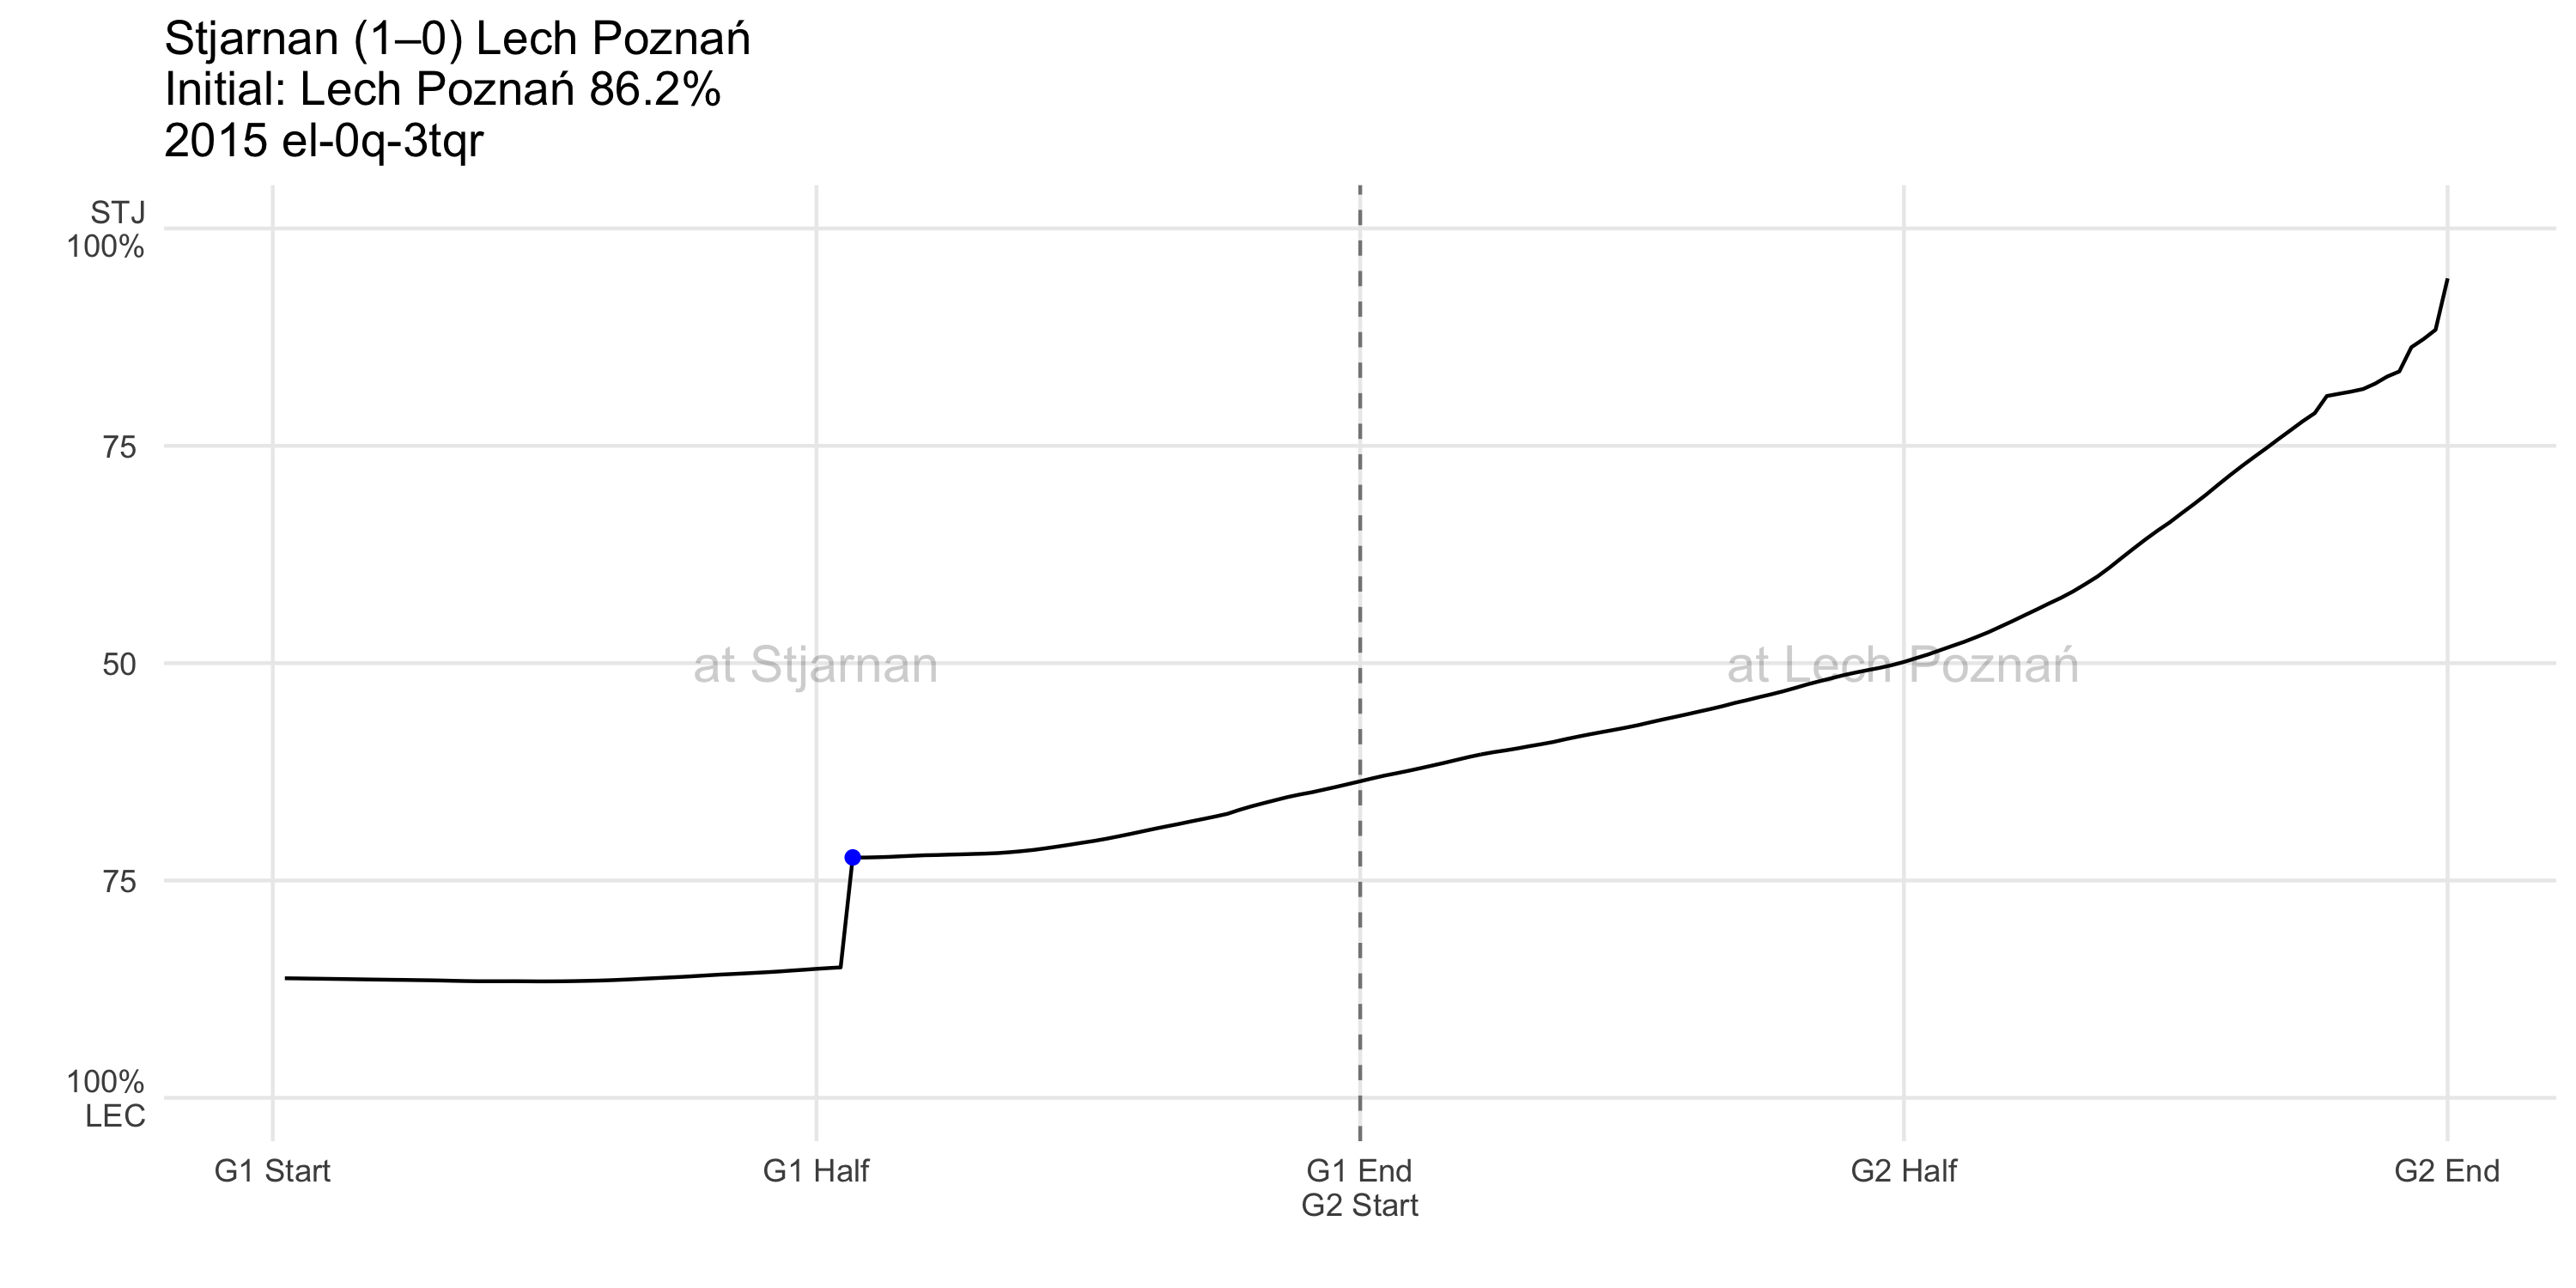 Stjarnan (1–0) Lech Poznań
Initial: Lech Poznań 86.2%
2015 el-0q-3tqr
STJ
100%
75
50
75
100%
LEC
at Stjarnan
at Lech Poznań
G1 Start
G1 Half
G1 End
G2 Start
G2 Half
G2 End